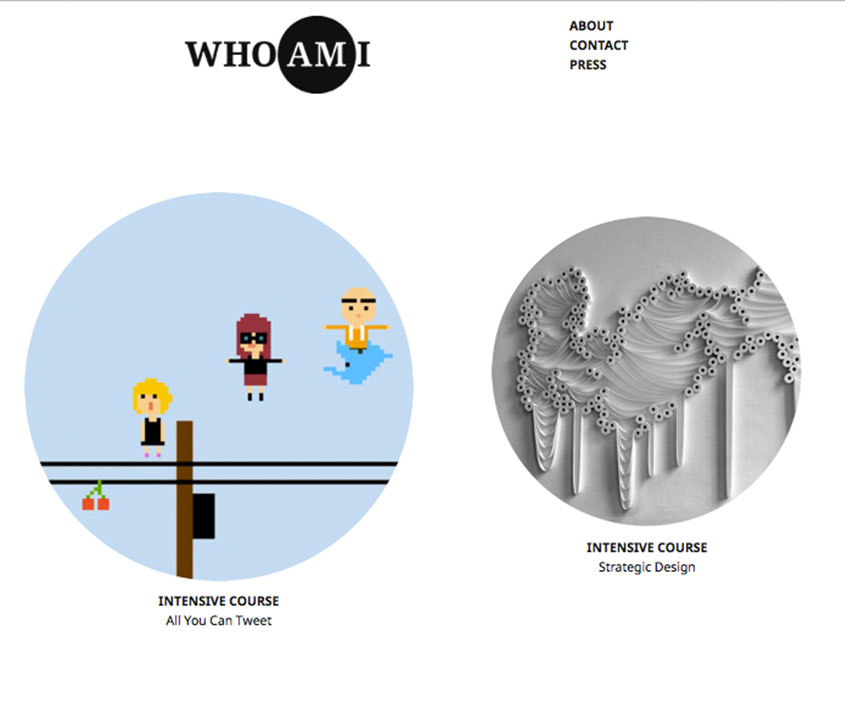 WHO AM I
ABOUT
CONTACT
PRESS
INTENSIVE COURSE
All You Can Tweet
INTENSIVE COURSE
Strategic Design